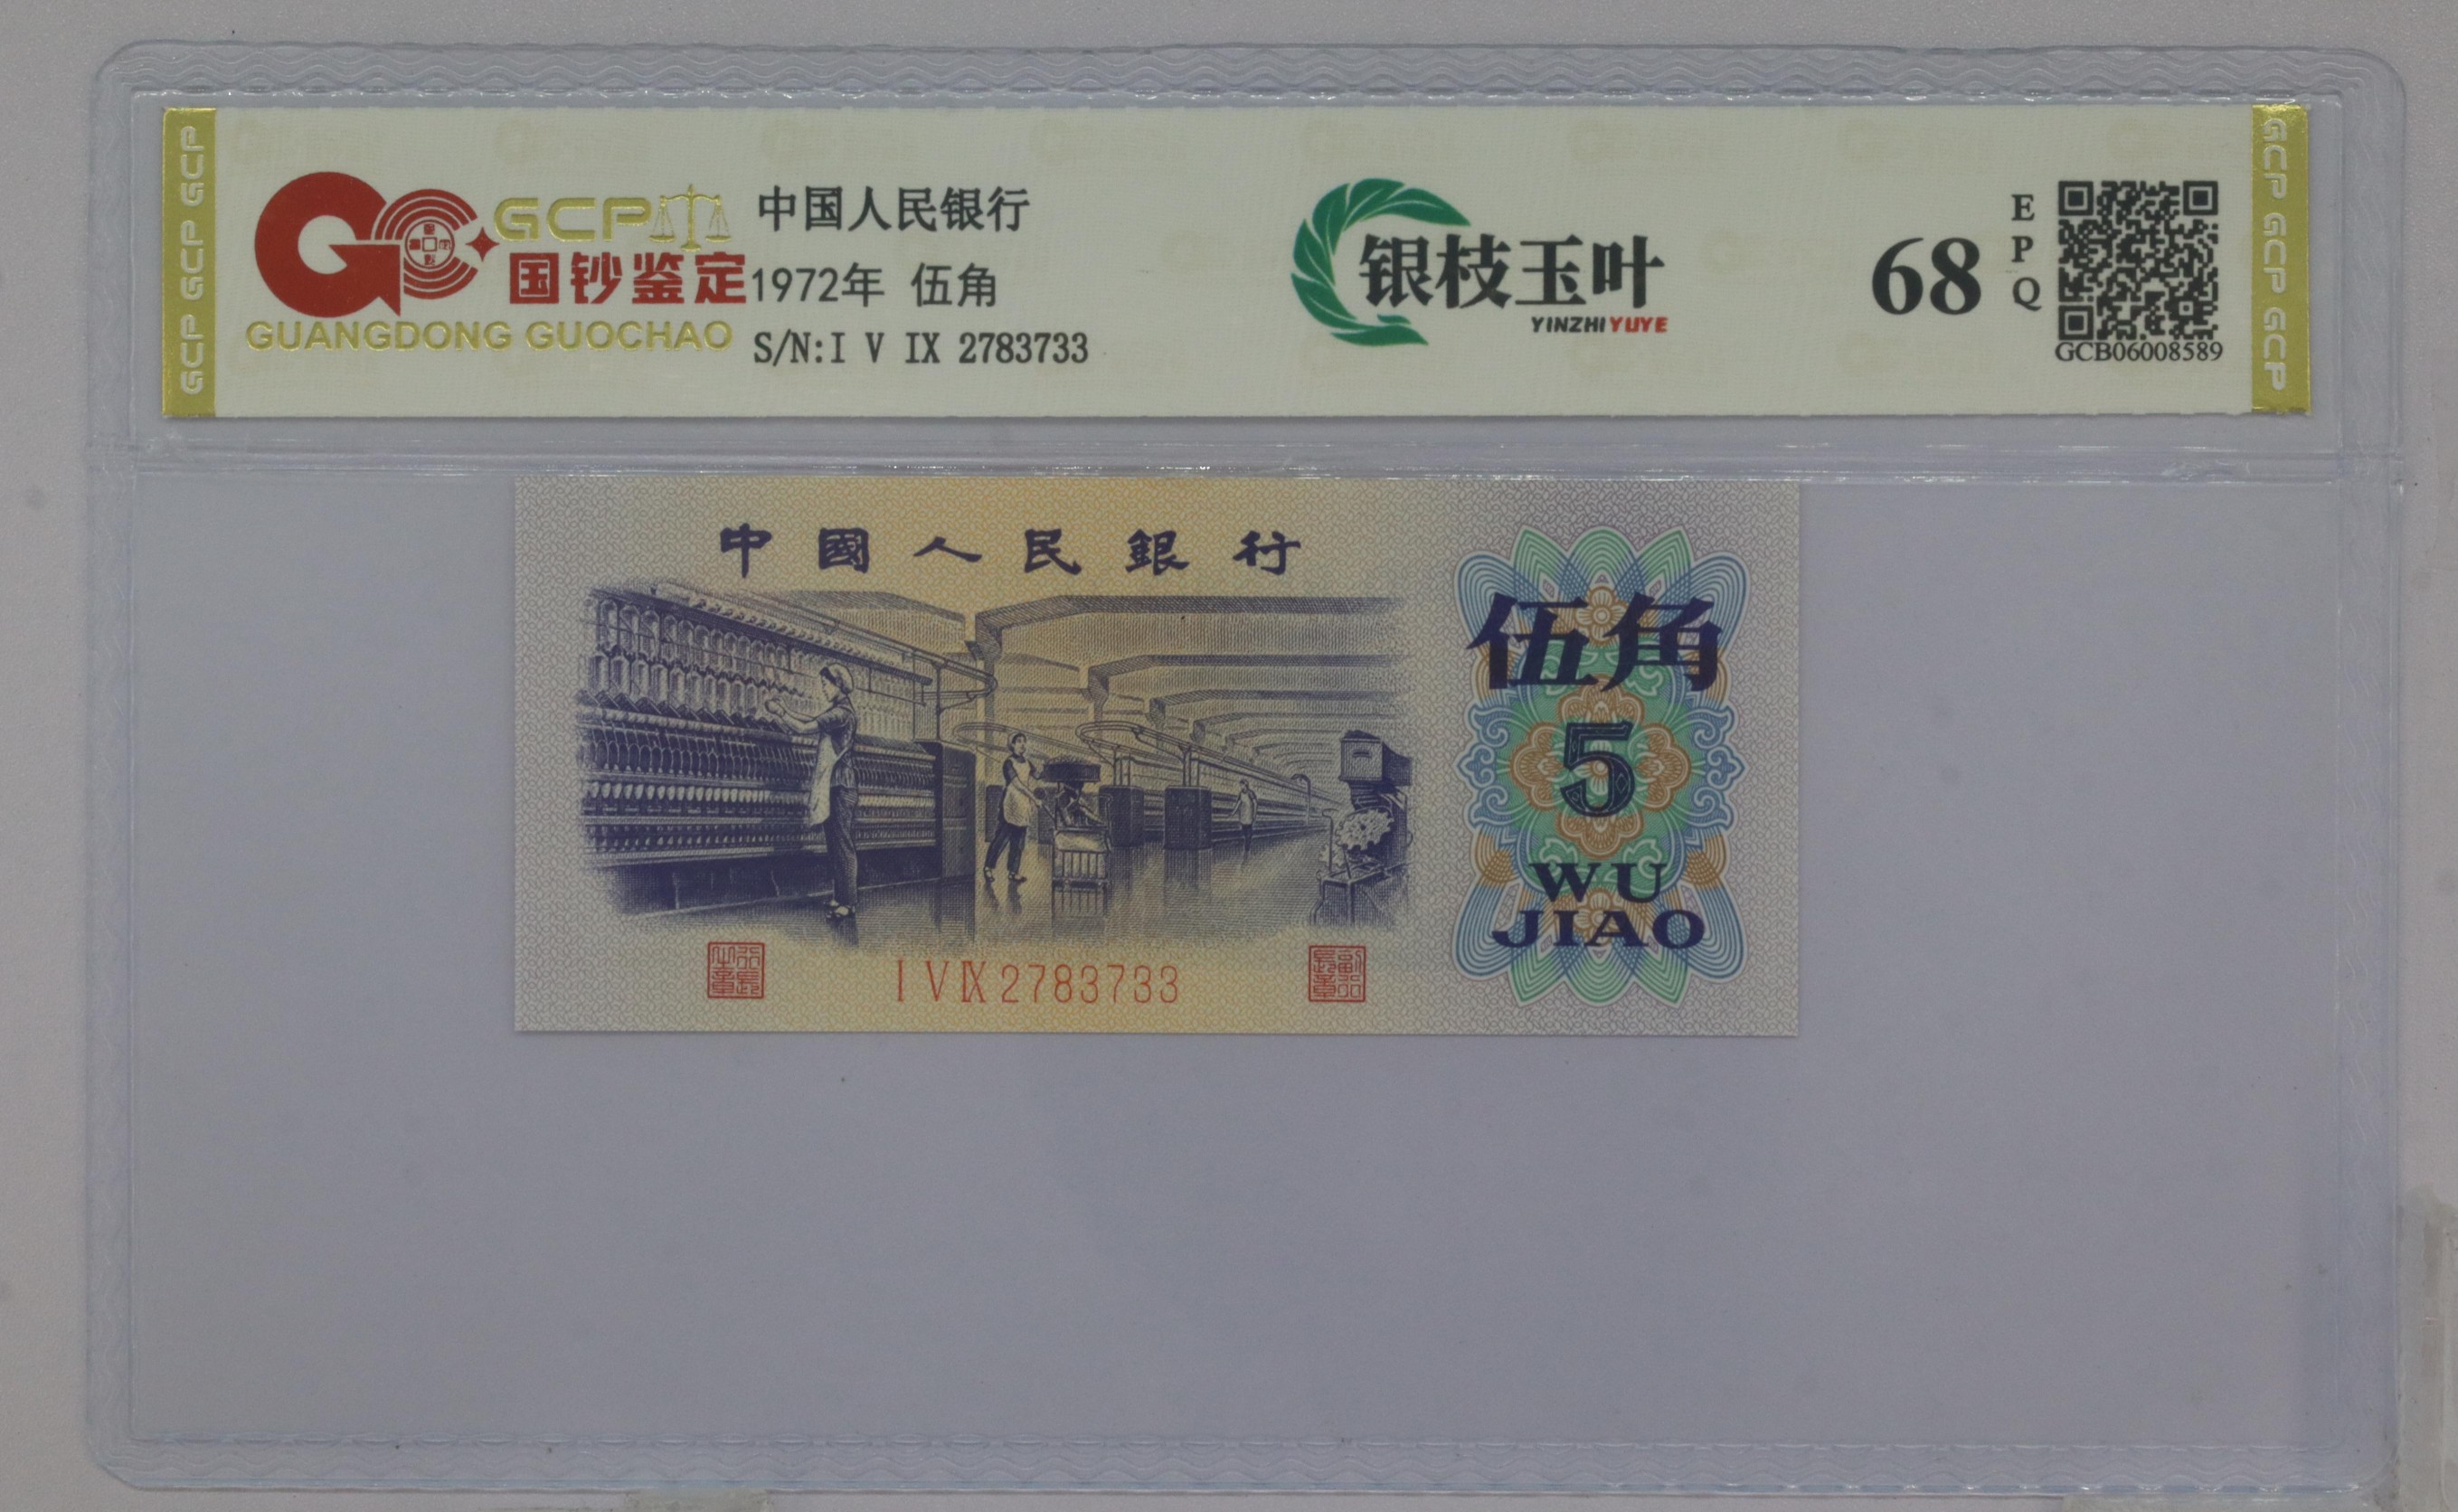 GCP GCP GCP
GCP
国钞鉴定
GUANGDONG GUOCHAO
中国人民银行
1972年 伍角
S/N:I V IX 2783733
银枝玉叶
YINZHIYUYE
68
EPQ
GCB06008589
GCP GCP GCP
中國人民銀行
伍角
5
WU
JIAO
I V IX 2783733